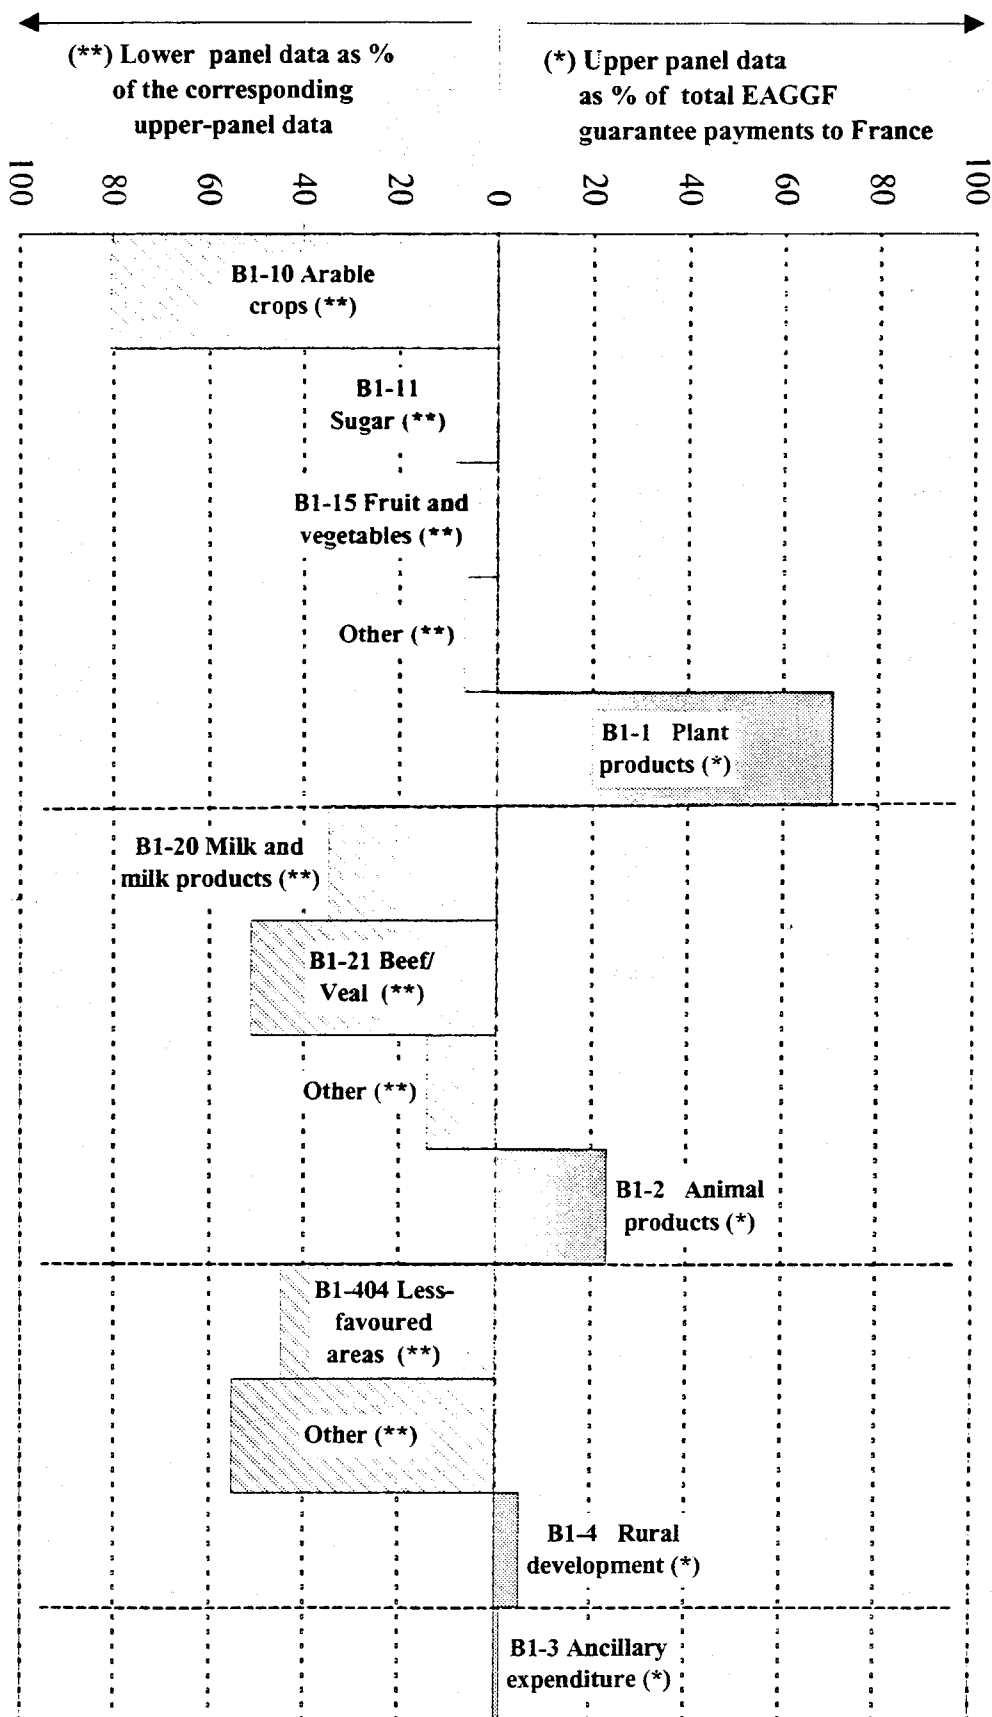 (**) Lower panel data as %
of the corresponding
upper-panel data
(*) Upper panel data
as % of total EAGGF
guarantee payments to France
100 80 60 40 20 0 20 40 60 80 100
B1-10 Arable
crops (**)
B1-11
Sugar (**)
B1-15 Fruit and
vegetables (**)
Other (**)
B1-1 Plant
products (*)
B1-20 Milk and
milk products (**)
B1-21 Beef/
Veal (**)
Other (**)
B1-2 Animal
products (*)
B1-404 Less-
favoured
areas (**)
Other (**)
B1-4 Rural
development (*)
B1-3 Ancillary
expenditure (*)